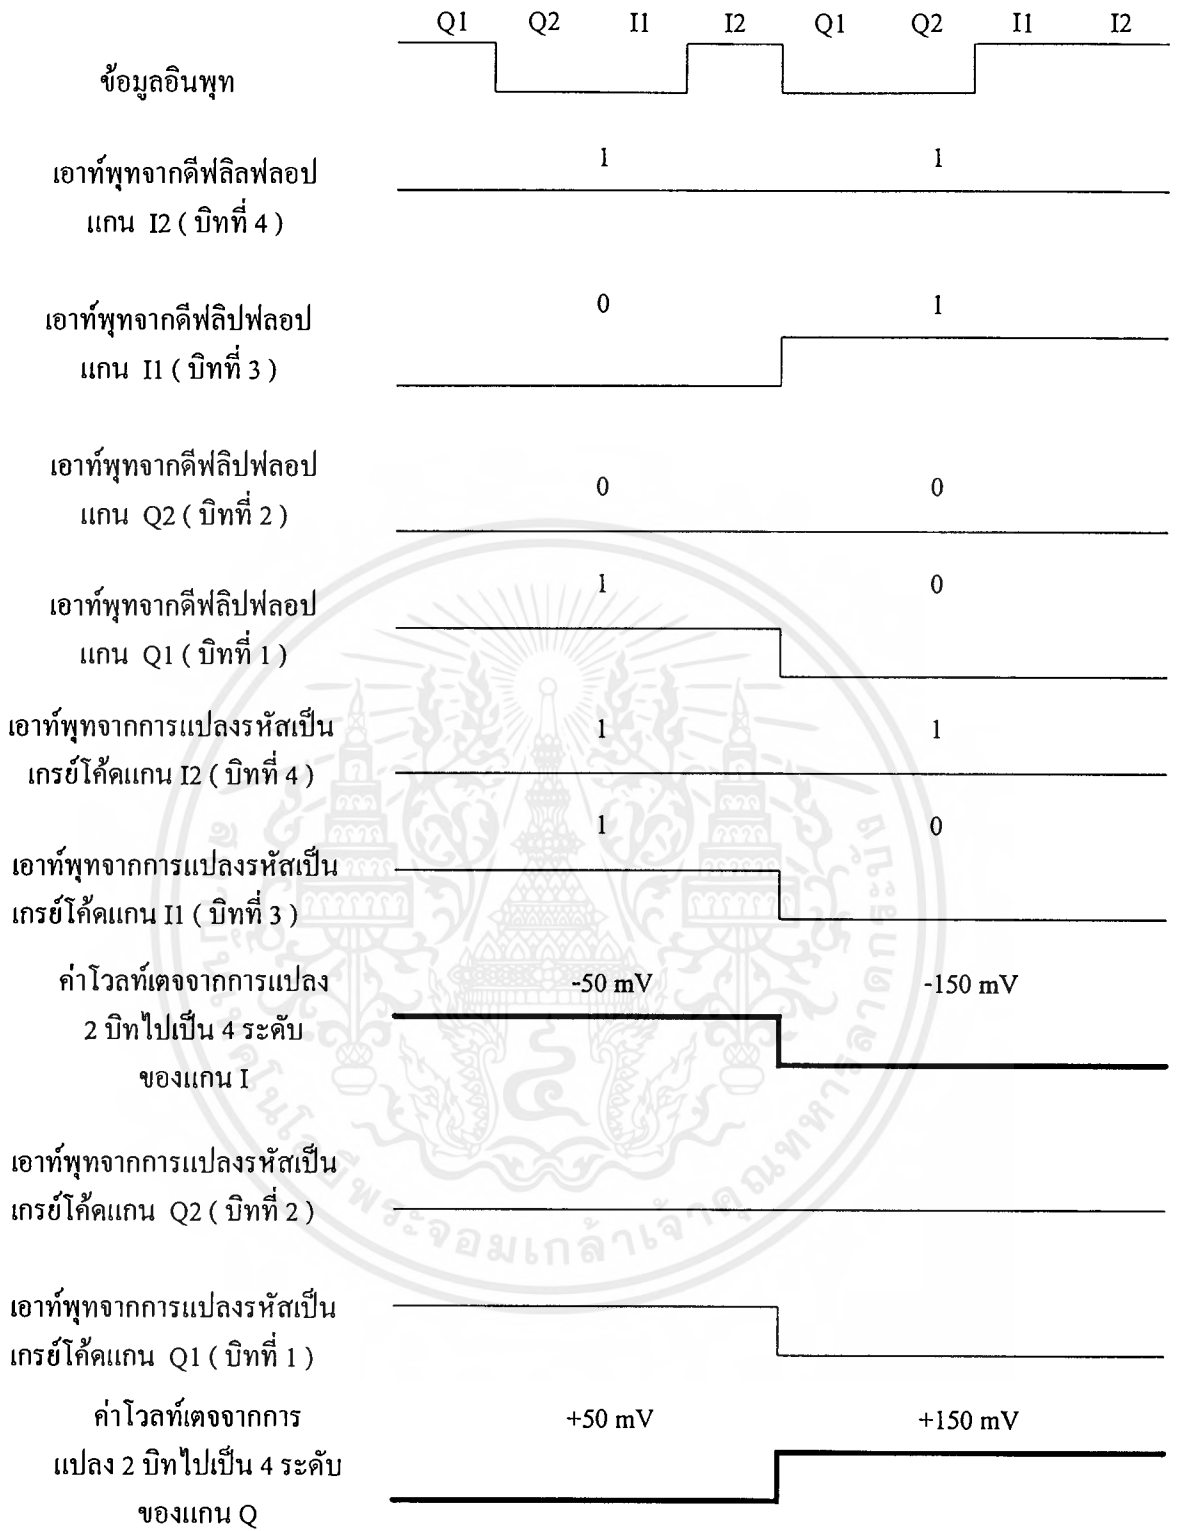 Q1 Q2 I1 I2 Q1 Q2 I1 I2
ข้อมูลอินพุท
1 1
เอาท์พุทจากดีฟลิลฟลอป
แกน I2 ( บิทที่ 4 )
0 1
เอาท์พุทจากดีฟลิปฟลอป
แกน I1 ( บิทที่ 3 )
เอาท์พุทจากดีฟลิปฟลอป
0 0
แกน Q2 ( บิทที่ 2 )
1 0
เอาท์พุทจากดีฟลิปฟลอป
แกน Q1 ( บิทที่ 1 )
เอาท์พุทจากการแปลงรหัสเป็น
1 1
เกรย์โค้ดแกน I2 ( บิทที่ 4 )
1 0
เอาท์พุทจากการแปลงรหัสเป็น
เกรย์โค้ดแกน I1 ( บิทที่ 3 )
ค่าโวลท์เตจจากการแปลง
-50 mV -150 mV
2 บิทไปเป็น 4 ระดับ
ของแกน I
เอาท์พุทจากการแปลงรหัสเป็น
เกรย์โค้ดแกน Q2 ( บิทที่ 2 )
เอาท์พุทจากการแปลงรหัสเป็น
เกรย์โค้ดแกน Q1 ( บิทที่ 1 )
ค่าโวลท์เตจจากการ
+50 mV +150 mV
แปลง 2 บิทไปเป็น 4 ระดับ
ของแกน Q